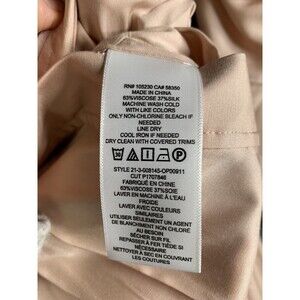 RN# 105230 CA# 58350
MADE IN CHINA
63%VISCOSE 37%SILK
MACHINE WASH COLD
WITH LIKE COLORS
ONLY NON-CHLORINE BLEACH IF
NEEDED
LINE DRY
COOL IRON IF NEEDED
DRY CLEAN WITH COVERED TRIMS
STYLE 21-3-008145-OP00911
CUT P1707846
FABRIQUÉ EN CHINE
63%VISCOSE 37%SOIE
LAVER EN MACHINE À L'EAU
FROIDE
LAVER AVEC COULEURS
SIMILAIRES
UTILISER SEULEMENT UN AGENT
DE BLANCHIMENT NON CHLORÉ
AU BESOIN
SÉCHER SUR FIL
REPASSER À FER TIÈDE SI
NÉCESSAIRE
NETTOYER À SEC EN COUVRANT
LES COUTURES